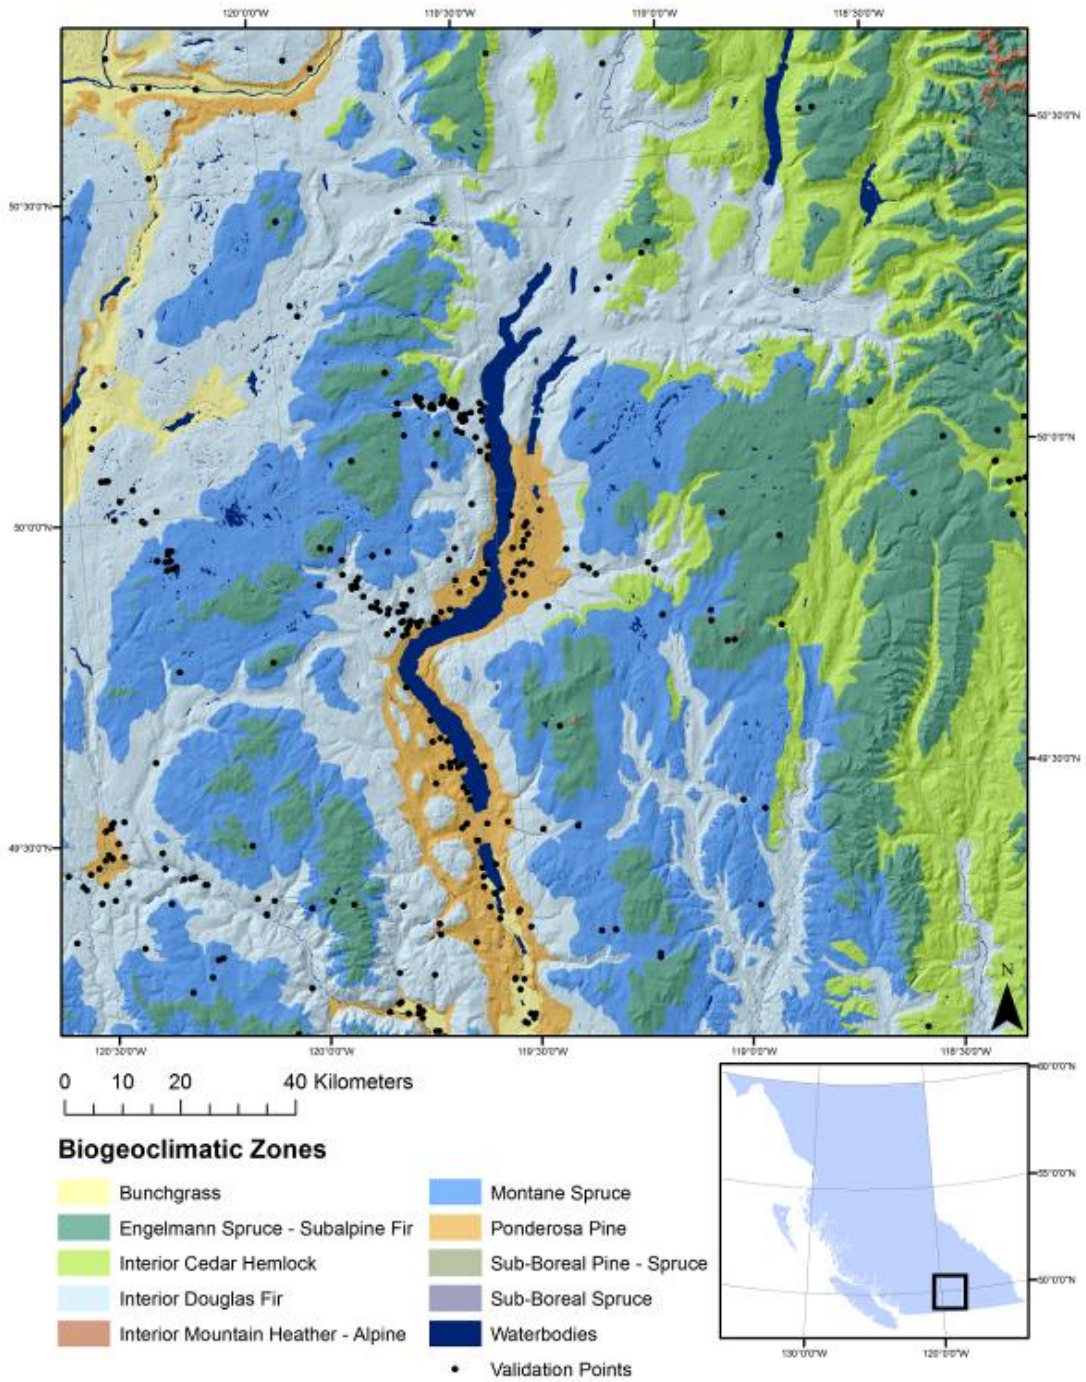 120°0'0"W 119°30'0"W 119°0'0"W 118°30'0"W
50°30'0"N
50°30'0"N
50°0'0"N
50°0'0"N
49°30'0"N
49°30'0"N
N
120°30'0"W 120°0'0"W 119°30'0"W 119°0'0"W 118°30'0"W
0 10 20 40 Kilometers
Biogeoclimatic Zones
Bunchgrass
Engelmann Spruce - Subalpine Fir
Interior Cedar Hemlock
Interior Douglas Fir
Interior Mountain Heather - Alpine
Montane Spruce
Ponderosa Pine
Sub-Boreal Pine - Spruce
Sub-Boreal Spruce
Waterbodies
Validation Points
60°0'0"N
55°0'0"N
50°0'0"N
130°0'0"W 120°0'0"W